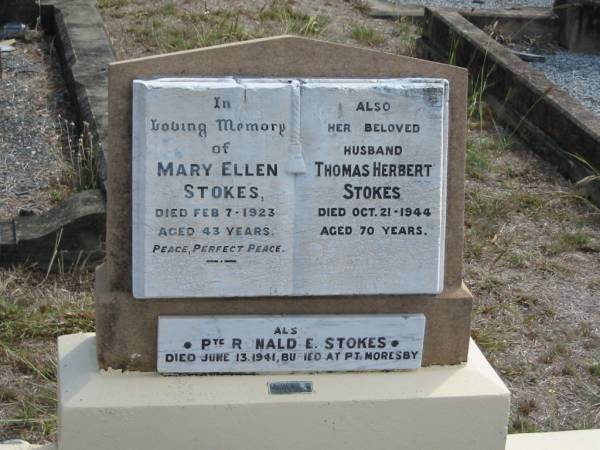 In
Loving Memory
of
MARY ELLEN
STOKES,
DIED FEB 7-1923
AGED 43 YEARS.
PEACE, PERFECT PEACE.
ALSO
HER BELOVED
HUSBAND
THOMAS HERBERT
STOKES
DIED OCT. 21-1944
AGED 70 YEARS.
ALS
PTE R NALD E. STOKES
DIED JUNE 13, 1941, BU IED AT PT. MORESBY